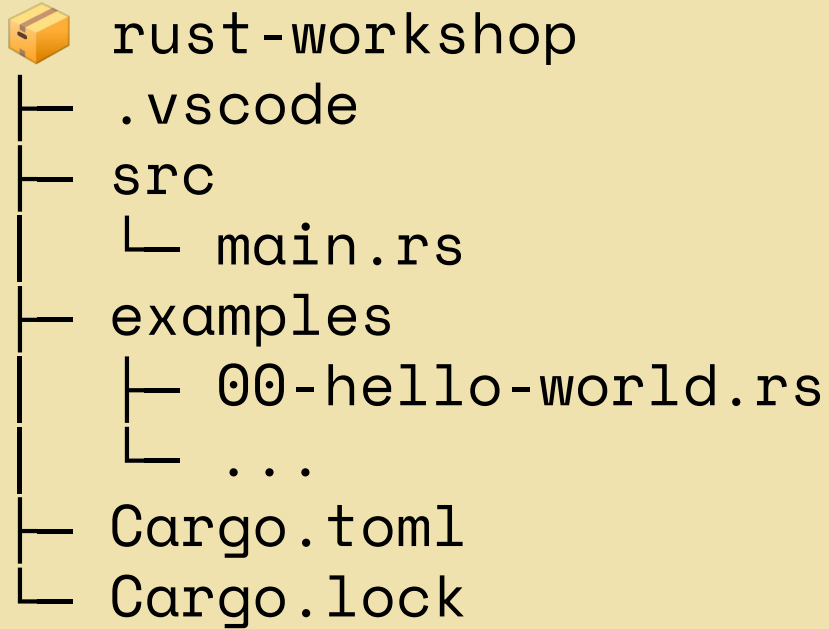 📦 rust-workshop
├─ .vscode
├─ src
│  └─ main.rs
├─ examples
│  ├─ 00-hello-world.rs
│  └─ ...
├─ Cargo.toml
└─ Cargo.lock